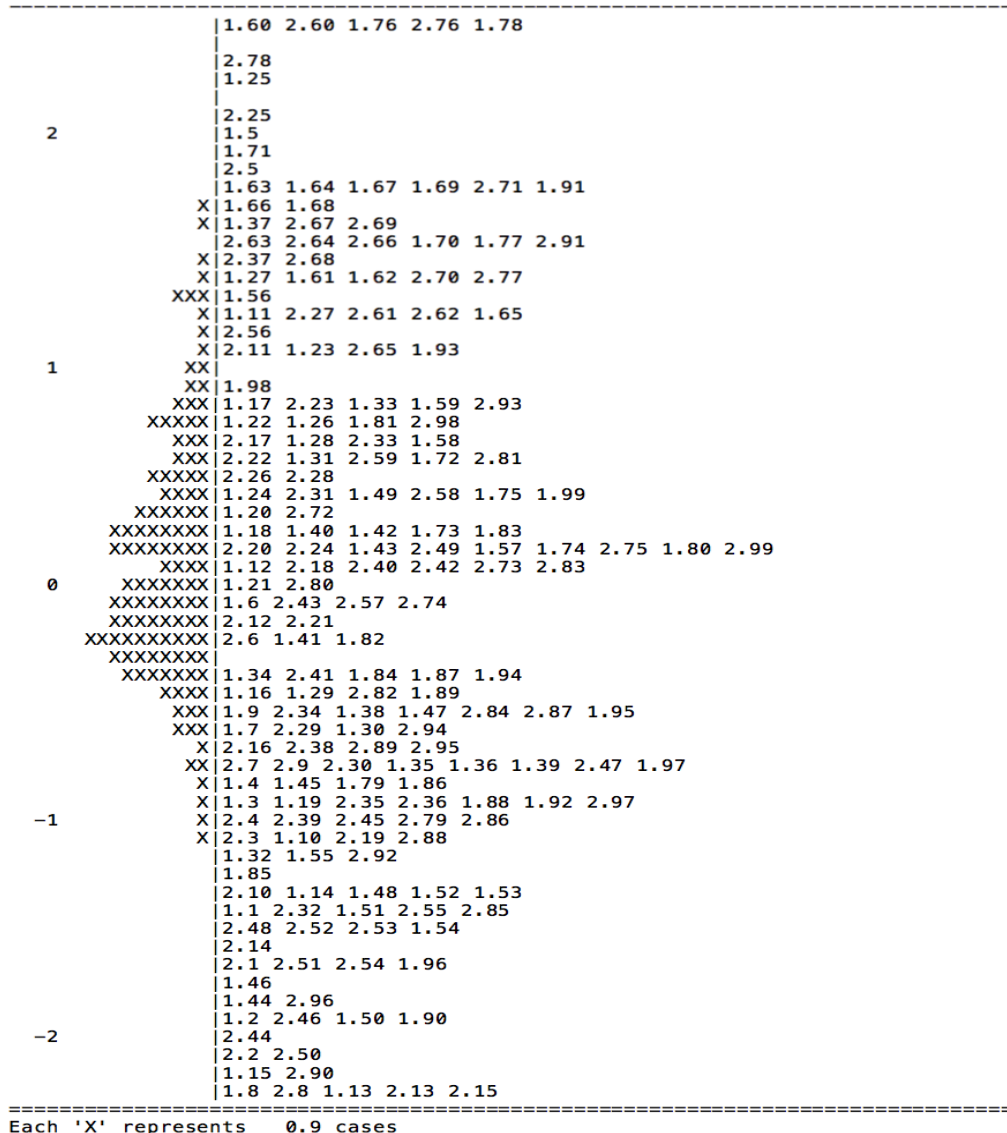 --------------------------------------------------------------------------------
                |1.60 2.60 1.76 2.76 1.78
                |
                |2.78
                |1.25
                |
                |2.25
   2            |1.5
                |1.71
                |2.5
                |1.63 1.64 1.67 1.69 2.71 1.91
               X|1.66 1.68
               X|1.37 2.67 2.69
                |2.63 2.64 2.66 1.70 1.77 2.91
               X|2.37 2.68
               X|1.27 1.61 1.62 2.70 2.77
             XXX|1.56
               X|1.11 2.27 2.61 2.62 1.65
               X|2.56
               X|2.11 1.23 2.65 1.93
   1          XX|
              XX|1.98
             XXX|1.17 2.23 1.33 1.59 2.93
           XXXXX|1.22 1.26 1.81 2.98
             XXX|2.17 1.28 2.33 1.58
             XXX|2.22 1.31 2.59 1.72 2.81
           XXXXX|2.26 2.28
            XXXX|1.24 2.31 1.49 2.58 1.75 1.99
          XXXXXX|1.20 2.72
        XXXXXXXX|1.18 1.40 1.42 1.73 1.83
        XXXXXXXX|2.20 2.24 1.43 2.49 1.57 1.74 2.75 1.80 2.99
            XXXX|1.12 2.18 2.40 2.42 2.73 2.83
   0     XXXXXXX|1.21 2.80
        XXXXXXXX|1.6 2.43 2.57 2.74
        XXXXXXXX|2.12 2.21
      XXXXXXXXXX|2.6 1.41 1.82
        XXXXXXXX|
         XXXXXXX|1.34 2.41 1.84 1.87 1.94
            XXXX|1.16 1.29 2.82 1.89
             XXX|1.9 2.34 1.38 1.47 2.84 2.87 1.95
             XXX|1.7 2.29 1.30 2.94
               X|2.16 2.38 2.89 2.95
              XX|2.7 2.9 2.30 1.35 1.36 1.39 2.47 1.97
               X|1.4 1.45 1.79 1.86
               X|1.3 1.19 2.35 2.36 1.88 1.92 2.97
  −1           X|2.4 2.39 2.45 2.79 2.86
               X|2.3 1.10 2.19 2.88
                |1.32 1.55 2.92
                |1.85
                |2.10 1.14 1.48 1.52 1.53
                |1.1 2.32 1.51 2.55 2.85
                |2.48 2.52 2.53 1.54
                |2.14
                |2.1 2.51 2.54 1.96
                |1.46
                |1.44 2.96
                |1.2 2.46 1.50 1.90
  −2            |2.44
                |2.2 2.50
                |1.15 2.90
                |1.8 2.8 1.13 2.13 2.15
================================================================================
Each 'X' represents   0.9 cases